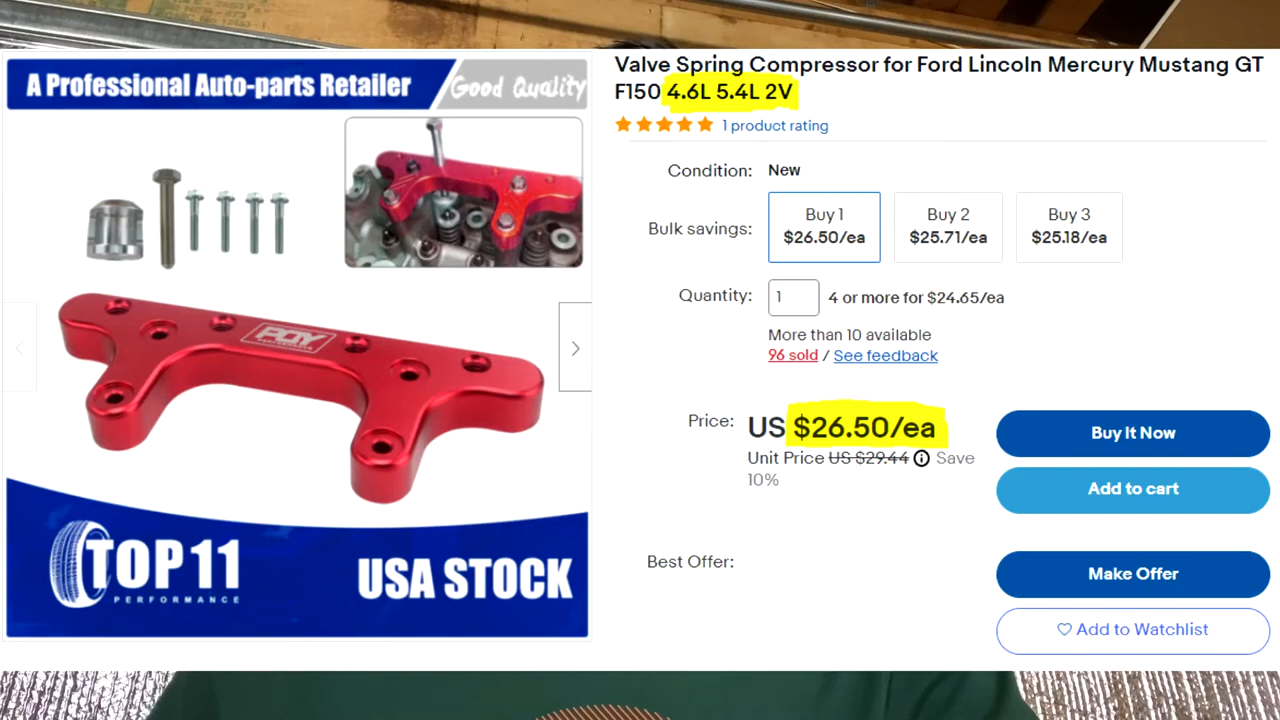 A Professional Auto-parts Retailer
Good Quality
PQY
PERFORMANCE
TOP 11
PERFORMANCE
USA STOCK
Valve Spring Compressor for Ford Lincoln Mercury Mustang GT
F150 4.6L 5.4L 2V
1 product rating
Condition: New
Bulk savings:
Buy 1
$26.50/ea
Buy 2
$25.71/ea
Buy 3
$25.18/ea
Quantity: 1 4 or more for $24.65/ea
More than 10 available
96 sold / See feedback
Price: US $26.50/ea
Unit Price US $29.44 Save
10%
Buy It Now
Add to cart
Best Offer:
Make Offer
Add to Watchlist